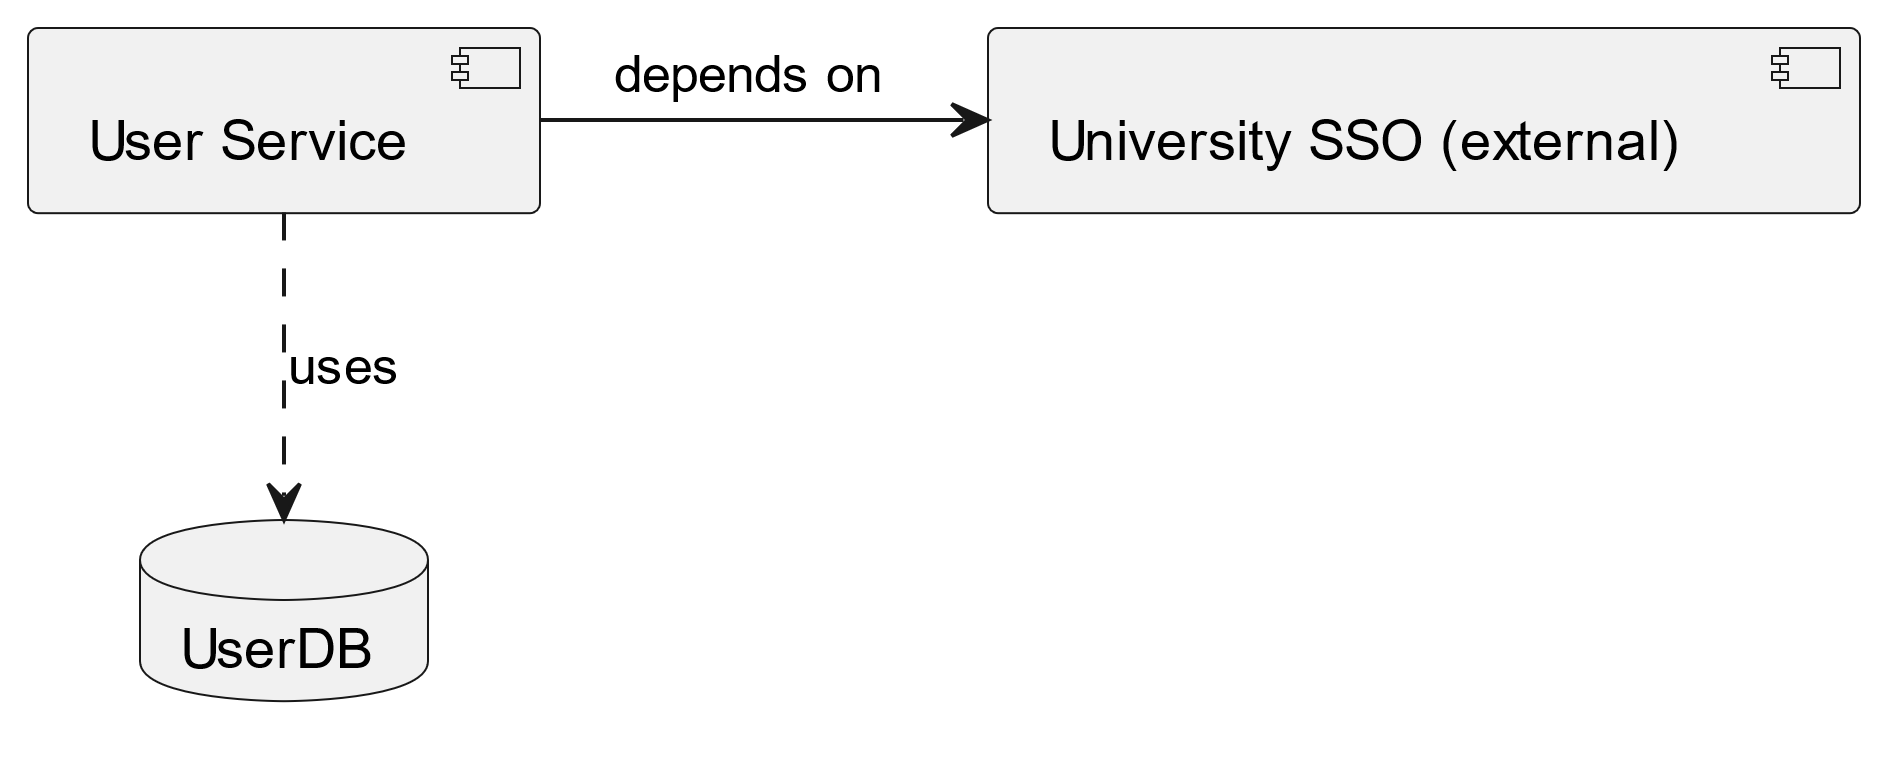 User Service
depends on
University SSO (external)
uses
UserDB